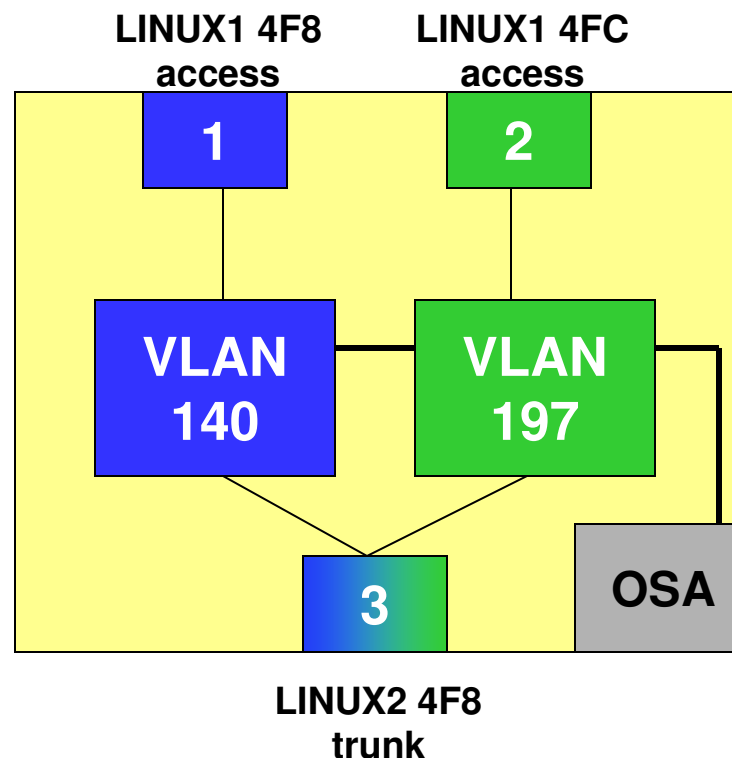 LINUX1 4F8
access
LINUX1 4FC
access
1
2
VLAN
140
VLAN
197
3
OSA
LINUX2 4F8
trunk